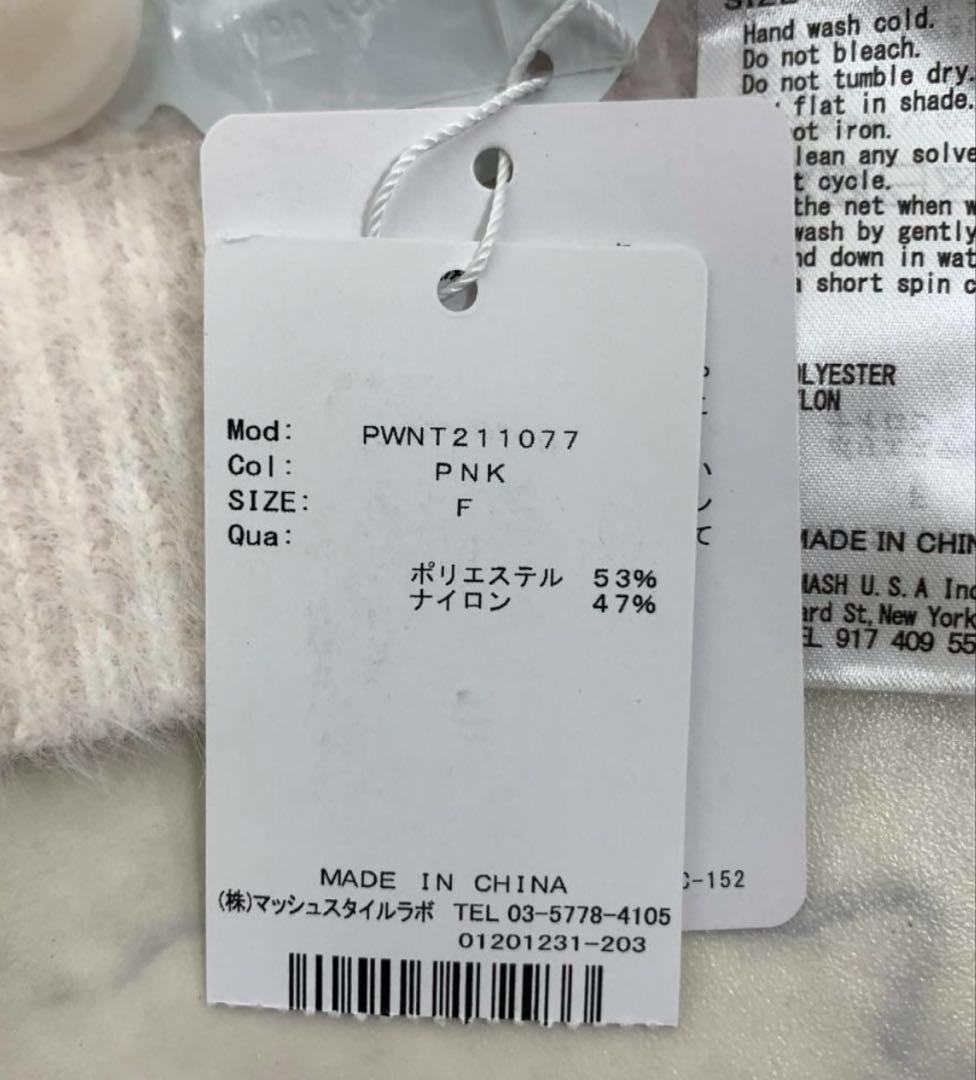 Hand wash cold.
Do not bleach.
Do not tumble dry.
flat in shade.
ot iron.
lean any solve
t cycle.
the net when w
wash by gently
nd down in wat
short spin c
LYESTER
LON
Mod: PWNT211077
Col: PNK
SIZE: F
Qua:
ポリエステル 53%
ナイロン 47%
MADE IN CHIN
MASH U.S.A Inc
ard St, New York
EL 917 409 55
C-152
MADE IN CHINA
(株)マッシュスタイルラボ TEL 03-5778-4105
01201231-203